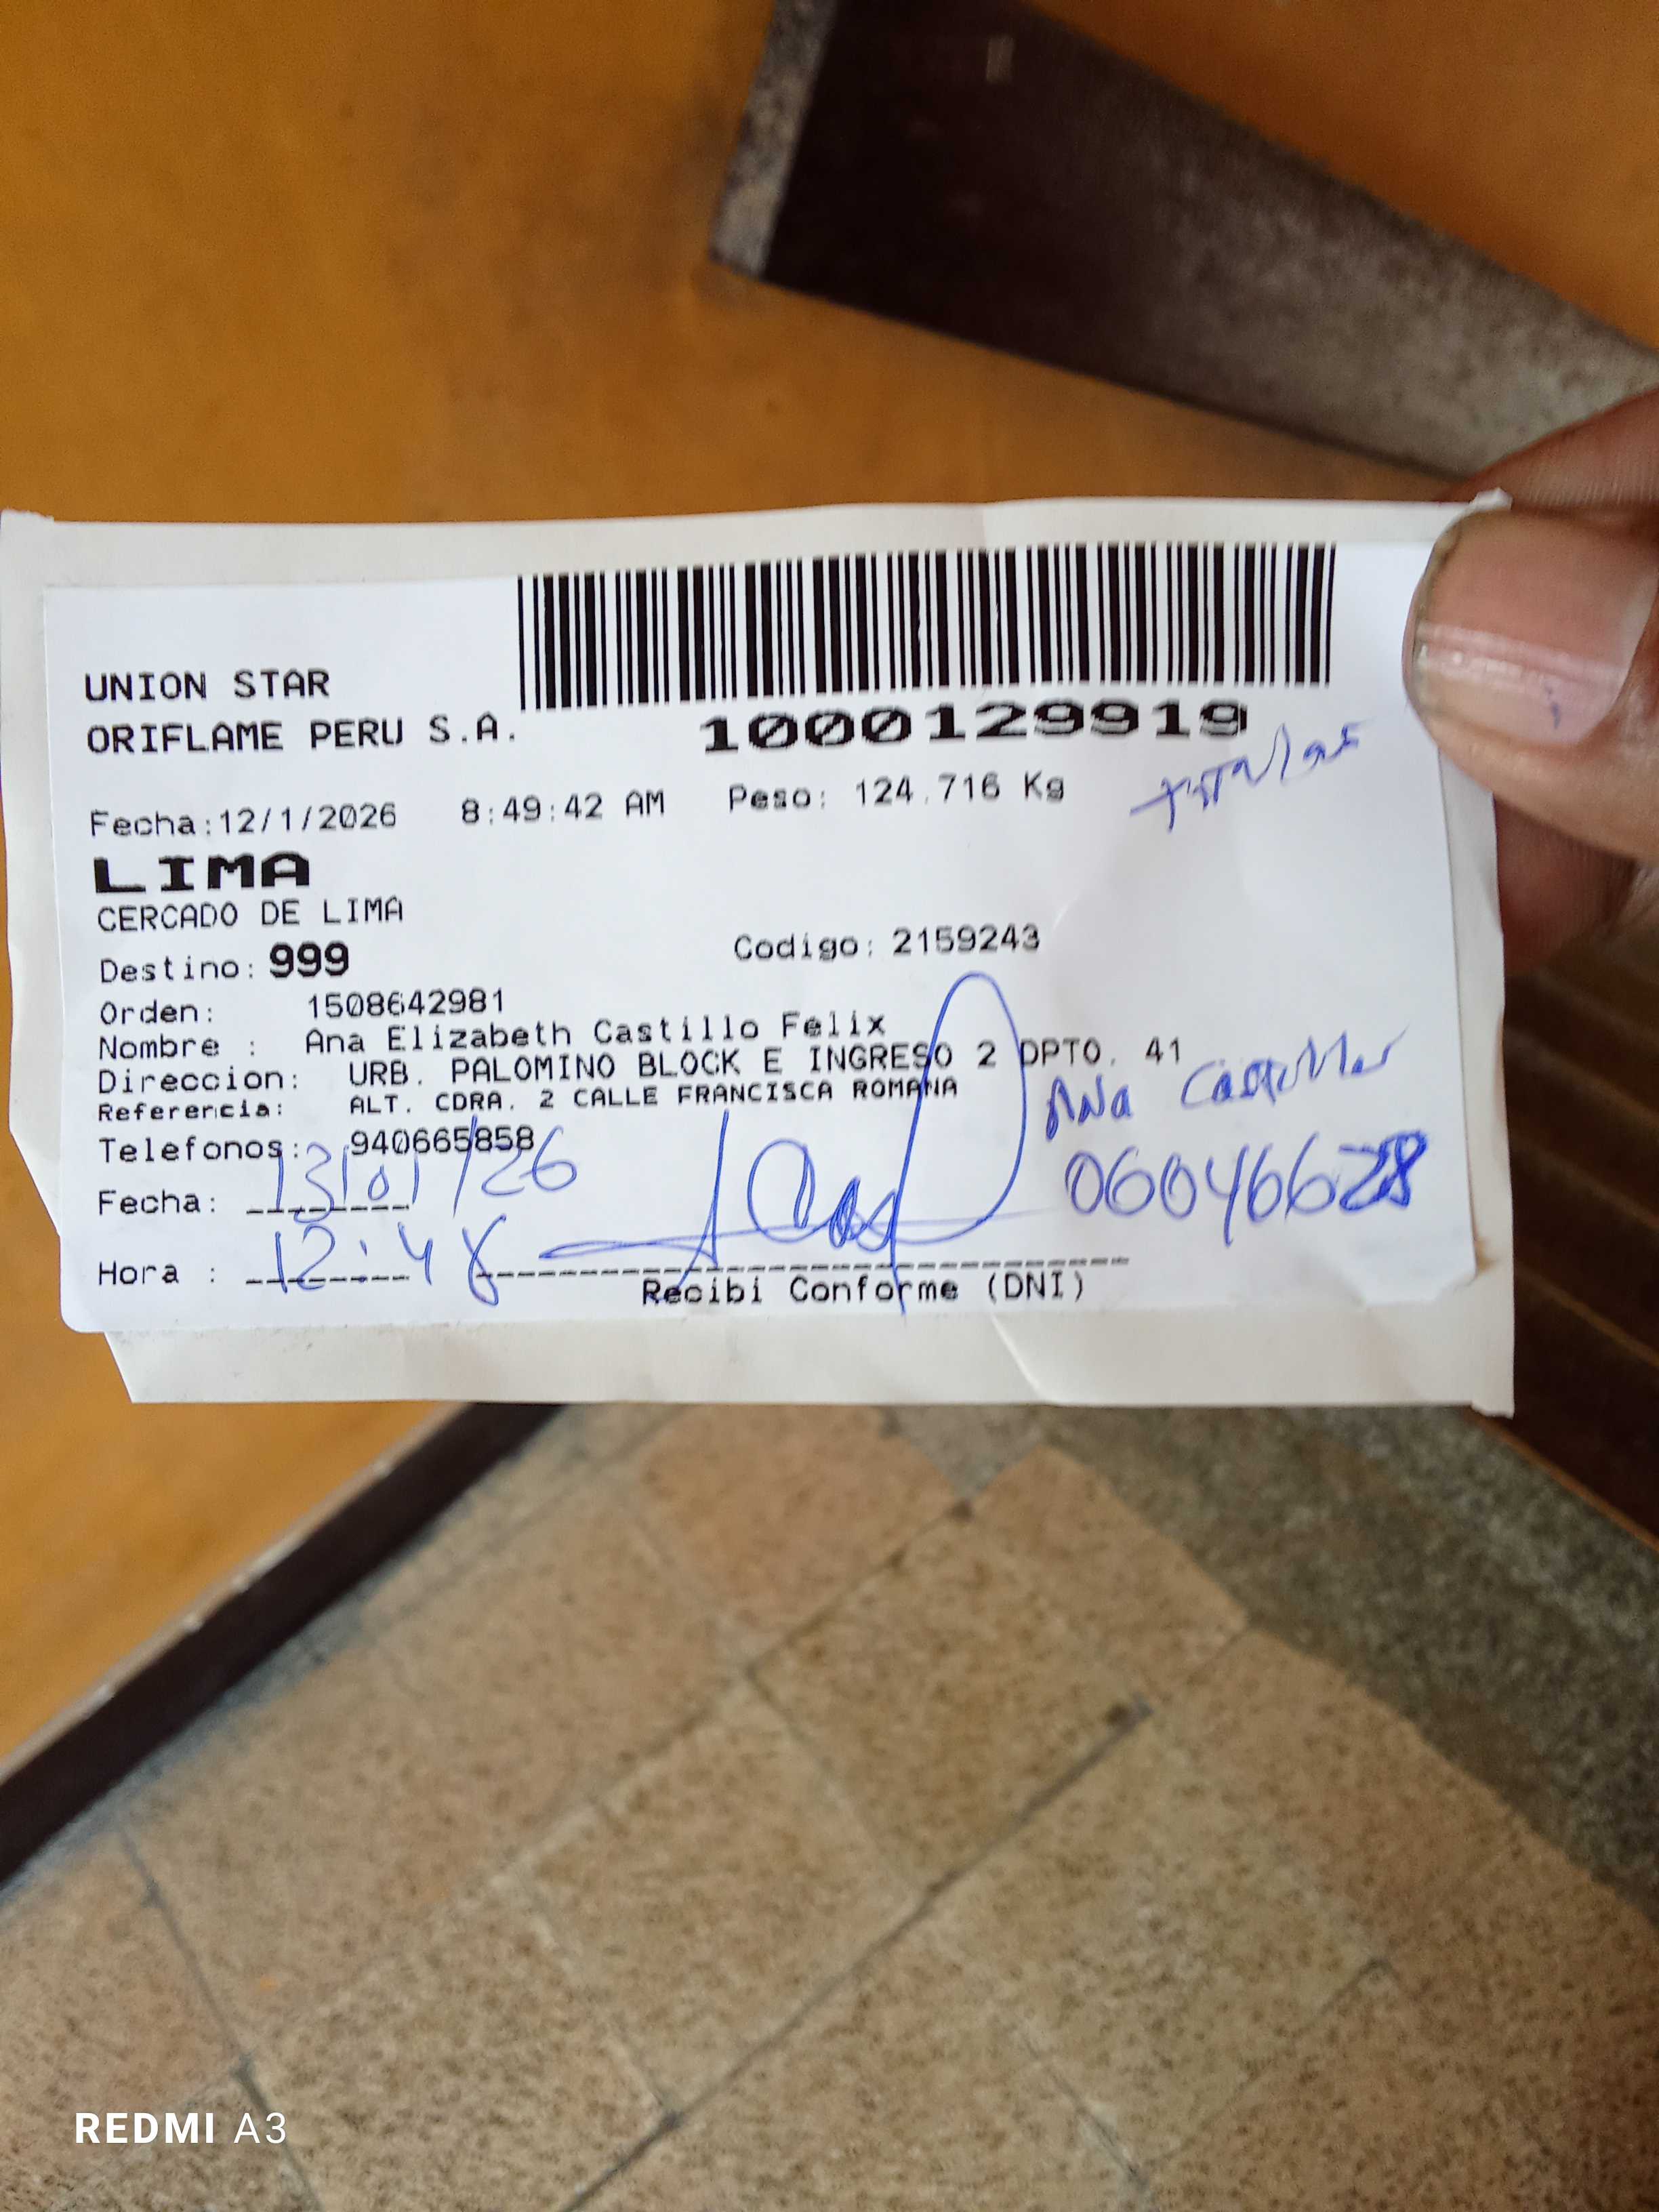 UNION STAR
ORIFLAME PERU S.A.
1000129919
Fecha:12/1/2026 8:49:42 AM Peso: 124.716 Kg
LIMA
CERCADO DE LIMA
Destino: 999 Codigo: 2159243
Orden: 1508642981
Nombre : Ana Elizabeth Castillo Felix
Direccion: URB. PALOMINO BLOCK E INGRESO 2 DPTO. 41
Referencia: ALT. CDRA. 2 CALLE FRANCISCA ROMANA
Ana Castillo
Telefonos: 940665858
Fecha: 13/01/26
06046628
Hora : 12:48
Recibi Conforme (DNI)
REDMI A3